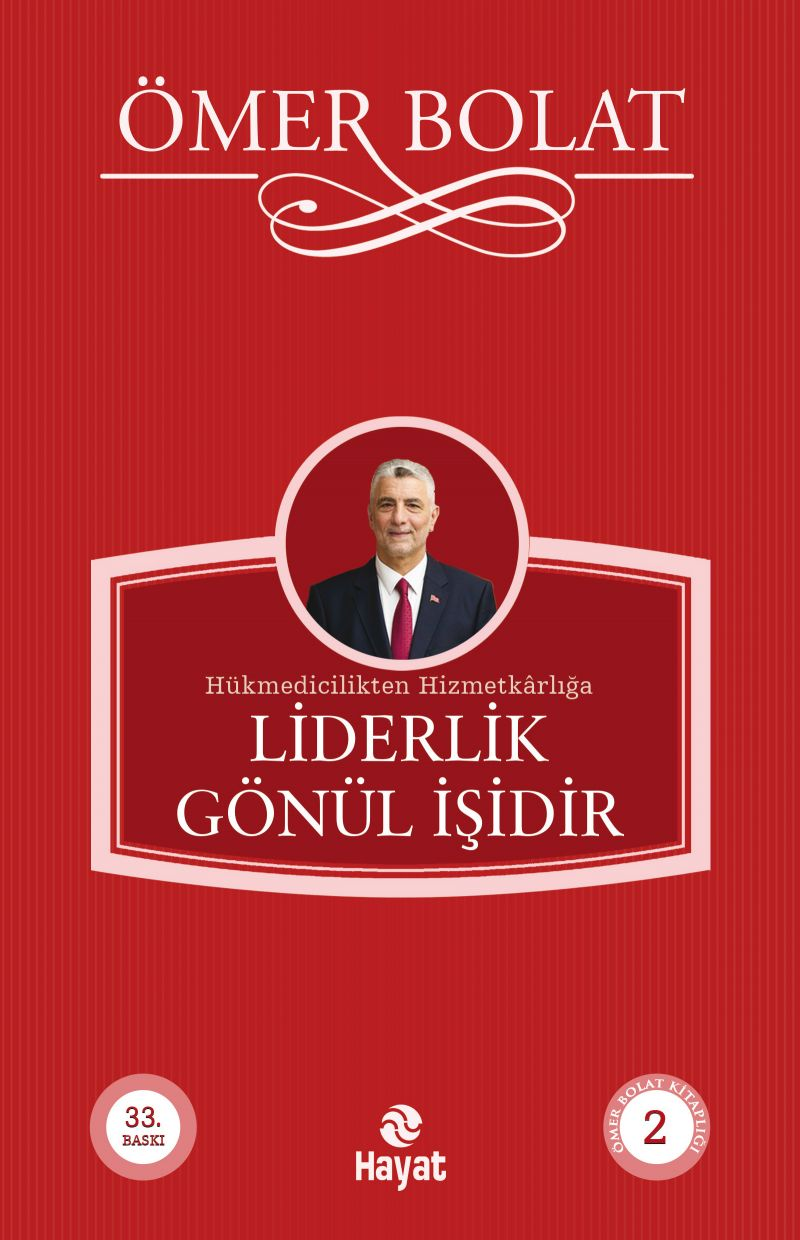 ÖMER BOLAT
Hükmedicilikten Hizmetkârlığa
LİDERLİK
GÖNÜL İŞİDİR
33.
BASKI
Hayat
ÖMER BOLAT KİTAPLIĞI
2